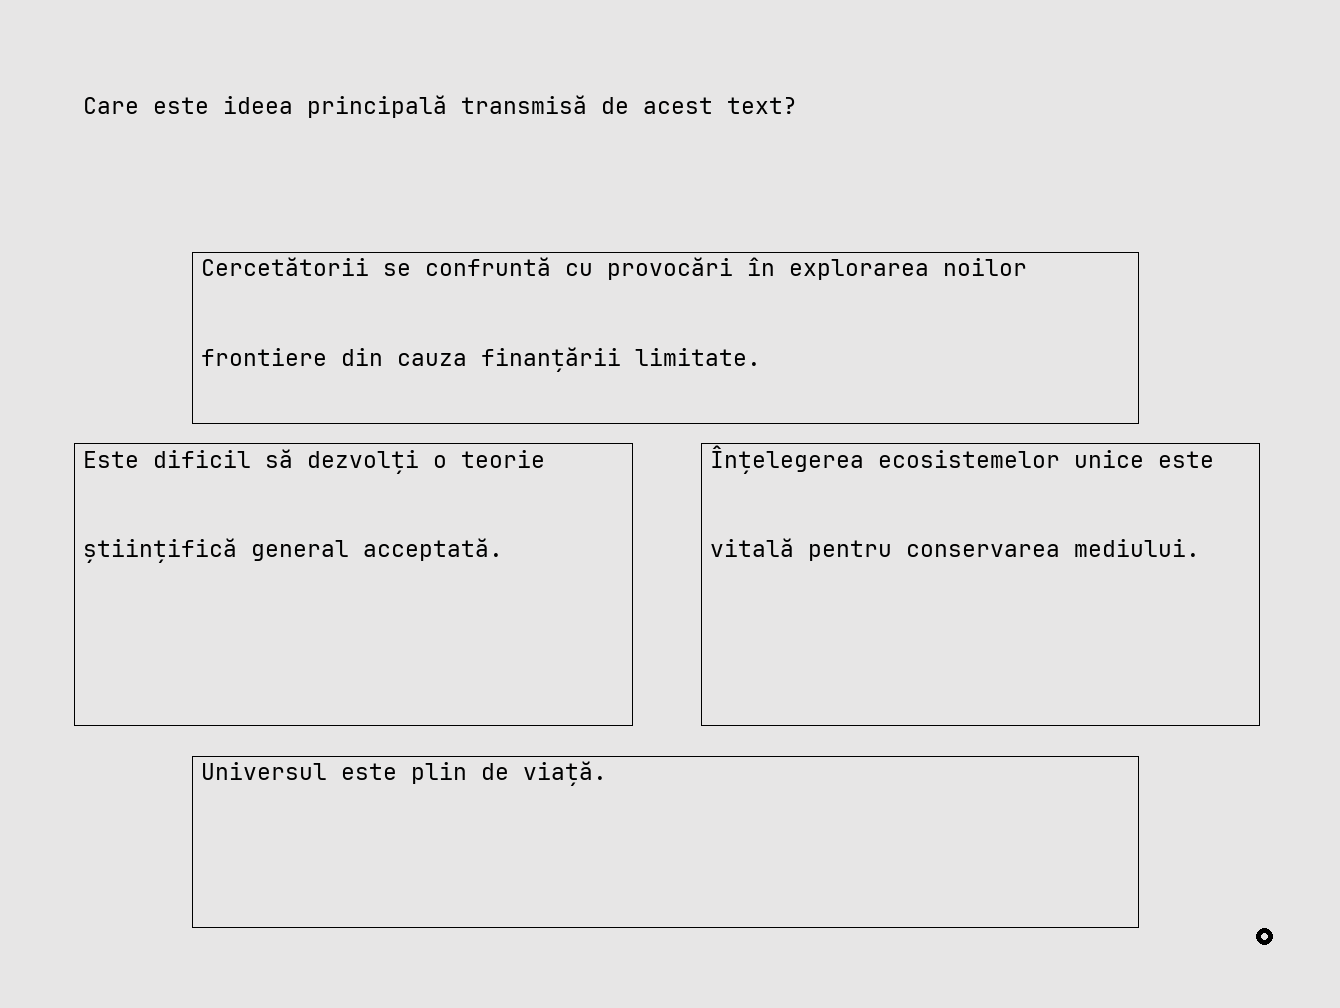 Care este ideea principală transmisă de acest text?
Cercetătorii se confruntă cu provocări în explorarea noilor
frontiere din cauza finanțării limitate.
Este dificil să dezvolți o teorie
științifică general acceptată.
Înțelegerea ecosistemelor unice este
vitală pentru conservarea mediului.
Universul este plin de viață.